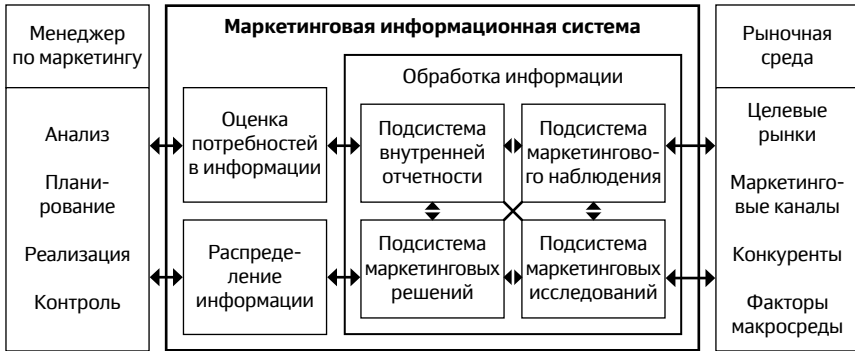 Менеджер
по маркетингу
Анализ
Плани-
рование
Реализация
Контроль
Маркетинговая информационная система
Оценка
потребностей
в информации
Распреде-
ление
информации
Обработка информации
Подсистема
внутренней
отчетности
Подсистема
маркетингово-
го наблюдения
Подсистема
маркетинговых
решений
Подсистема
маркетинговых
исследований
Рыночная
среда
Целевые
рынки
Маркетинго-
вые каналы
Конкуренты
Факторы
макросреды